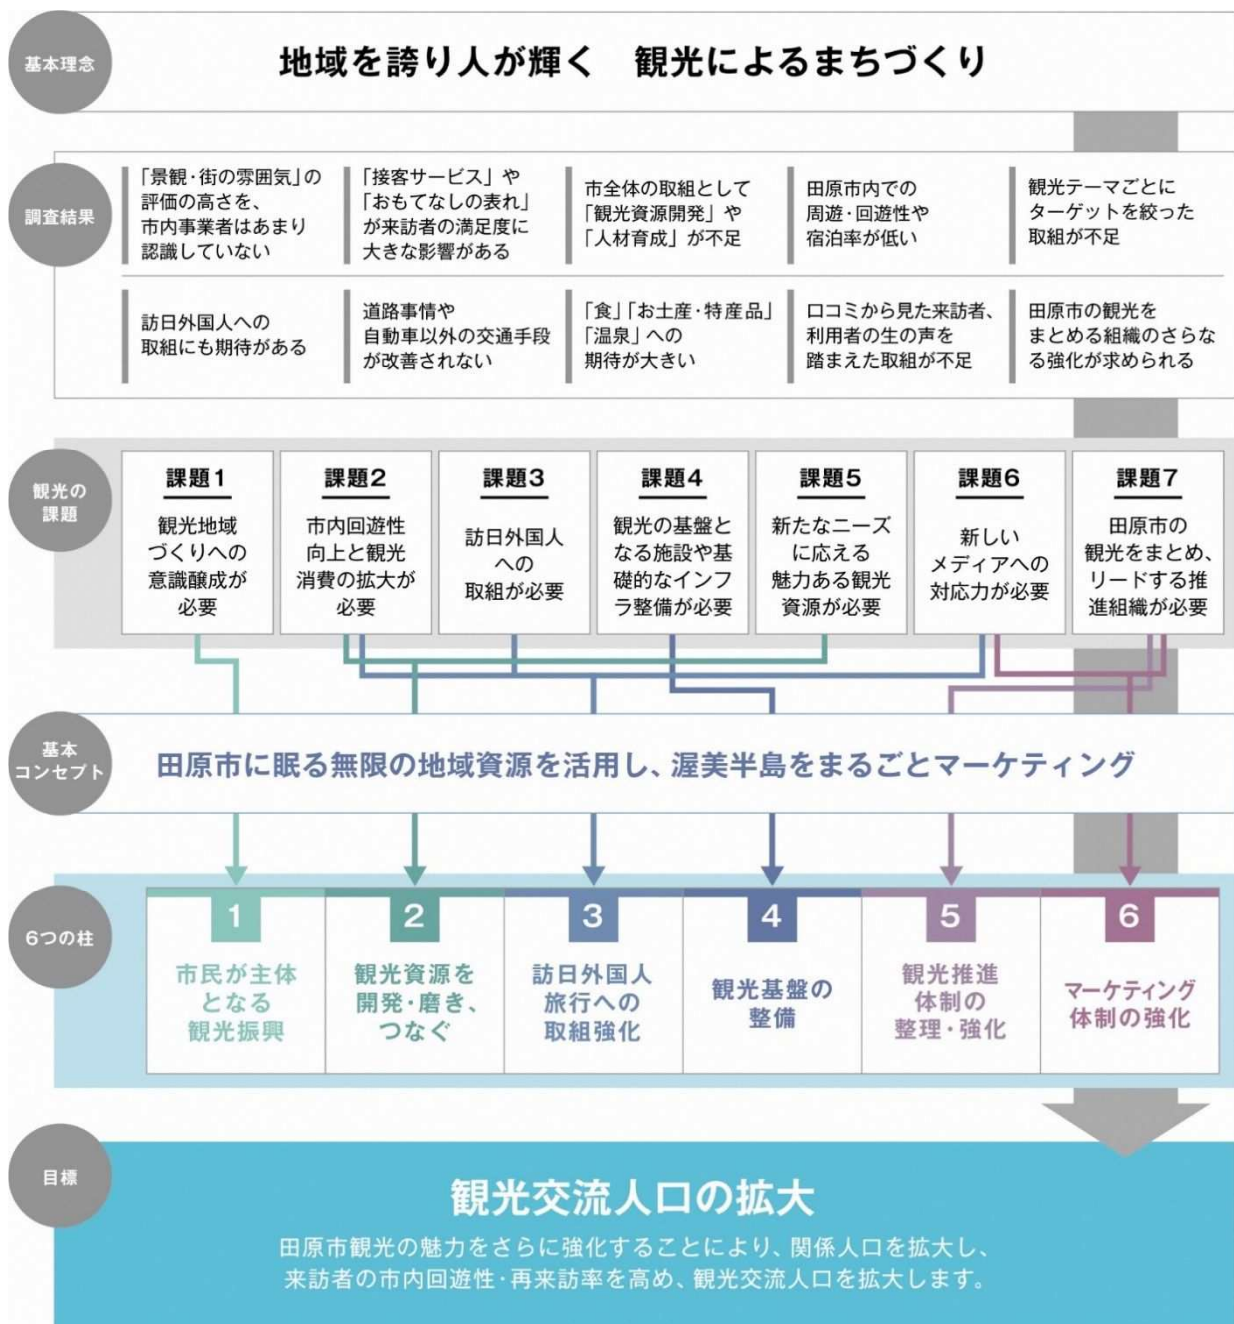 基本理念
地域を誇り人が輝く 観光によるまちづくり
調査結果
「景観・街の雰囲気」の
評価の高さを、
市内事業者はあまり
認識していない
「接客サービス」や
「おもてなしの表れ」
が来訪者の満足度に
大きな影響がある
市全体の取組として
「観光資源開発」や
「人材育成」が不足
田原市内での
周遊・回遊性や
宿泊率が低い
観光テーマごとに
ターゲットを絞った
取組が不足
訪日外国人への
取組にも期待がある
道路事情や
自動車以外の交通手段
が改善されない
「食」「お土産・特産品」
「温泉」への
期待が大きい
口コミから見た来訪者、
利用者の生の声を
踏まえた取組が不足
田原市の観光を
まとめる組織のさらな
る強化が求められる
観光の
課題
課題1
観光地域
づくりへの
意識醸成が
必要
課題2
市内回遊性
向上と観光
消費の拡大が
必要
課題3
訪日外国人
への
取組が必要
課題4
観光の基盤と
なる施設や基
礎的なインフ
ラ整備が必要
課題5
新たなニーズ
に応える
魅力ある観光
資源が必要
課題6
新しい
メディアへの
対応力が必要
課題7
田原市の
観光をまとめ、
リードする推
進組織が必要
基本
コンセプト
田原市に眠る無限の地域資源を活用し、渥美半島をまるごとマーケティング
6つの柱
1
市民が主体
となる
観光振興
2
観光資源を
開発・磨き、
つなぐ
3
訪日外国人
旅行への
取組強化
4
観光基盤の
整備
5
観光推進
体制の
整理・強化
6
マーケティング
体制の強化
目標
観光交流人口の拡大
田原市観光の魅力をさらに強化することにより、関係人口を拡大し、
来訪者の市内回遊性・再来訪率を高め、観光交流人口を拡大します。